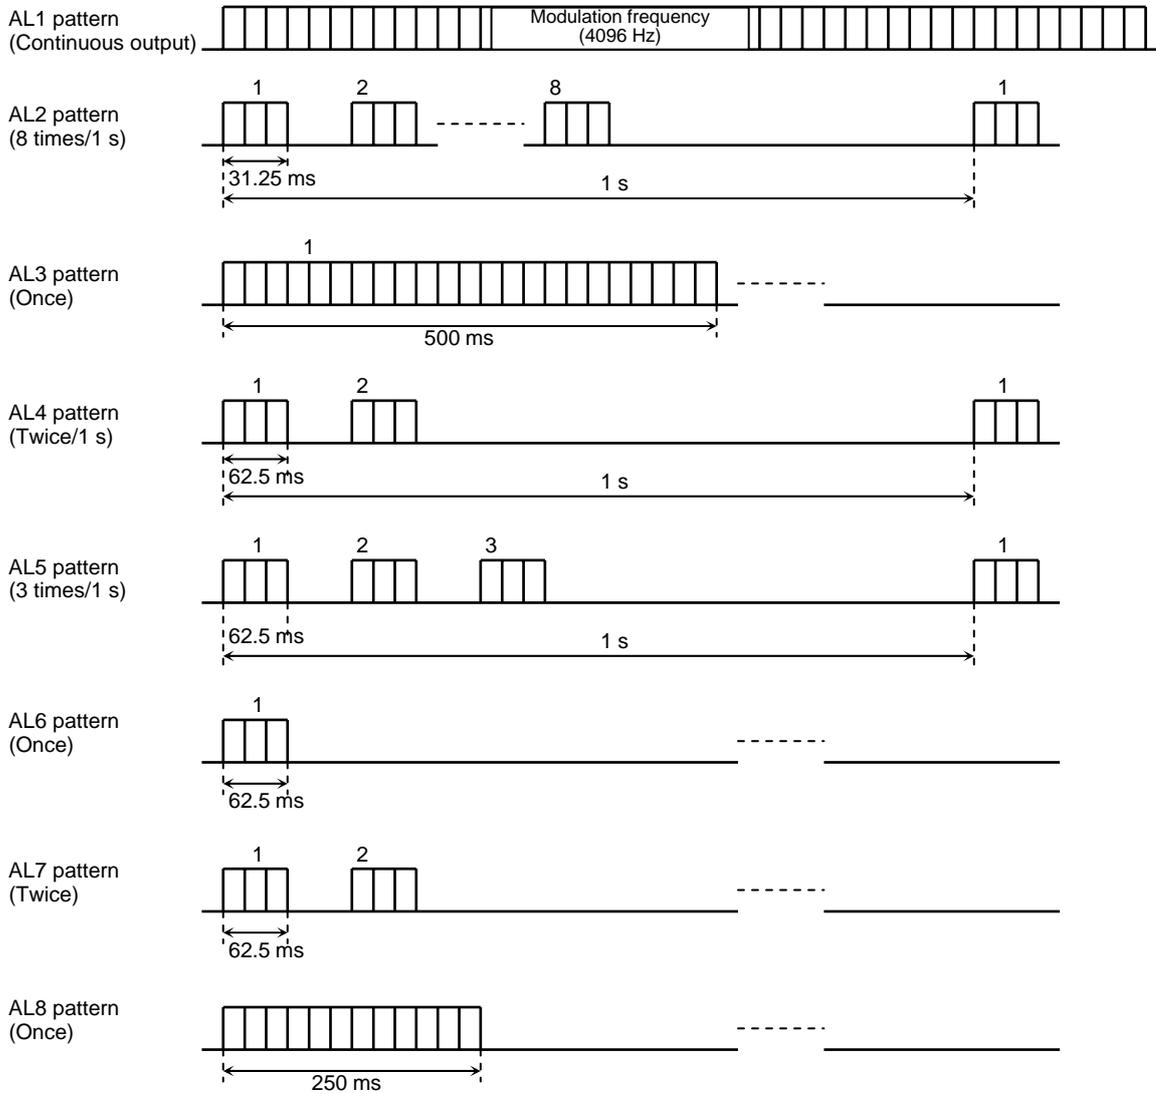 AL1 pattern
(Continuous output)
Modulation frequency
(4096 Hz)
AL2 pattern
(8 times/1 s)
1
2
8
1
31.25 ms
1 s
AL3 pattern
(Once)
1
500 ms
AL4 pattern
(Twice/1 s)
1
2
1
62.5 ms
1 s
AL5 pattern
(3 times/1 s)
1
2
3
1
62.5 ms
1 s
AL6 pattern
(Once)
1
62.5 ms
AL7 pattern
(Twice)
1
2
62.5 ms
AL8 pattern
(Once)
250 ms